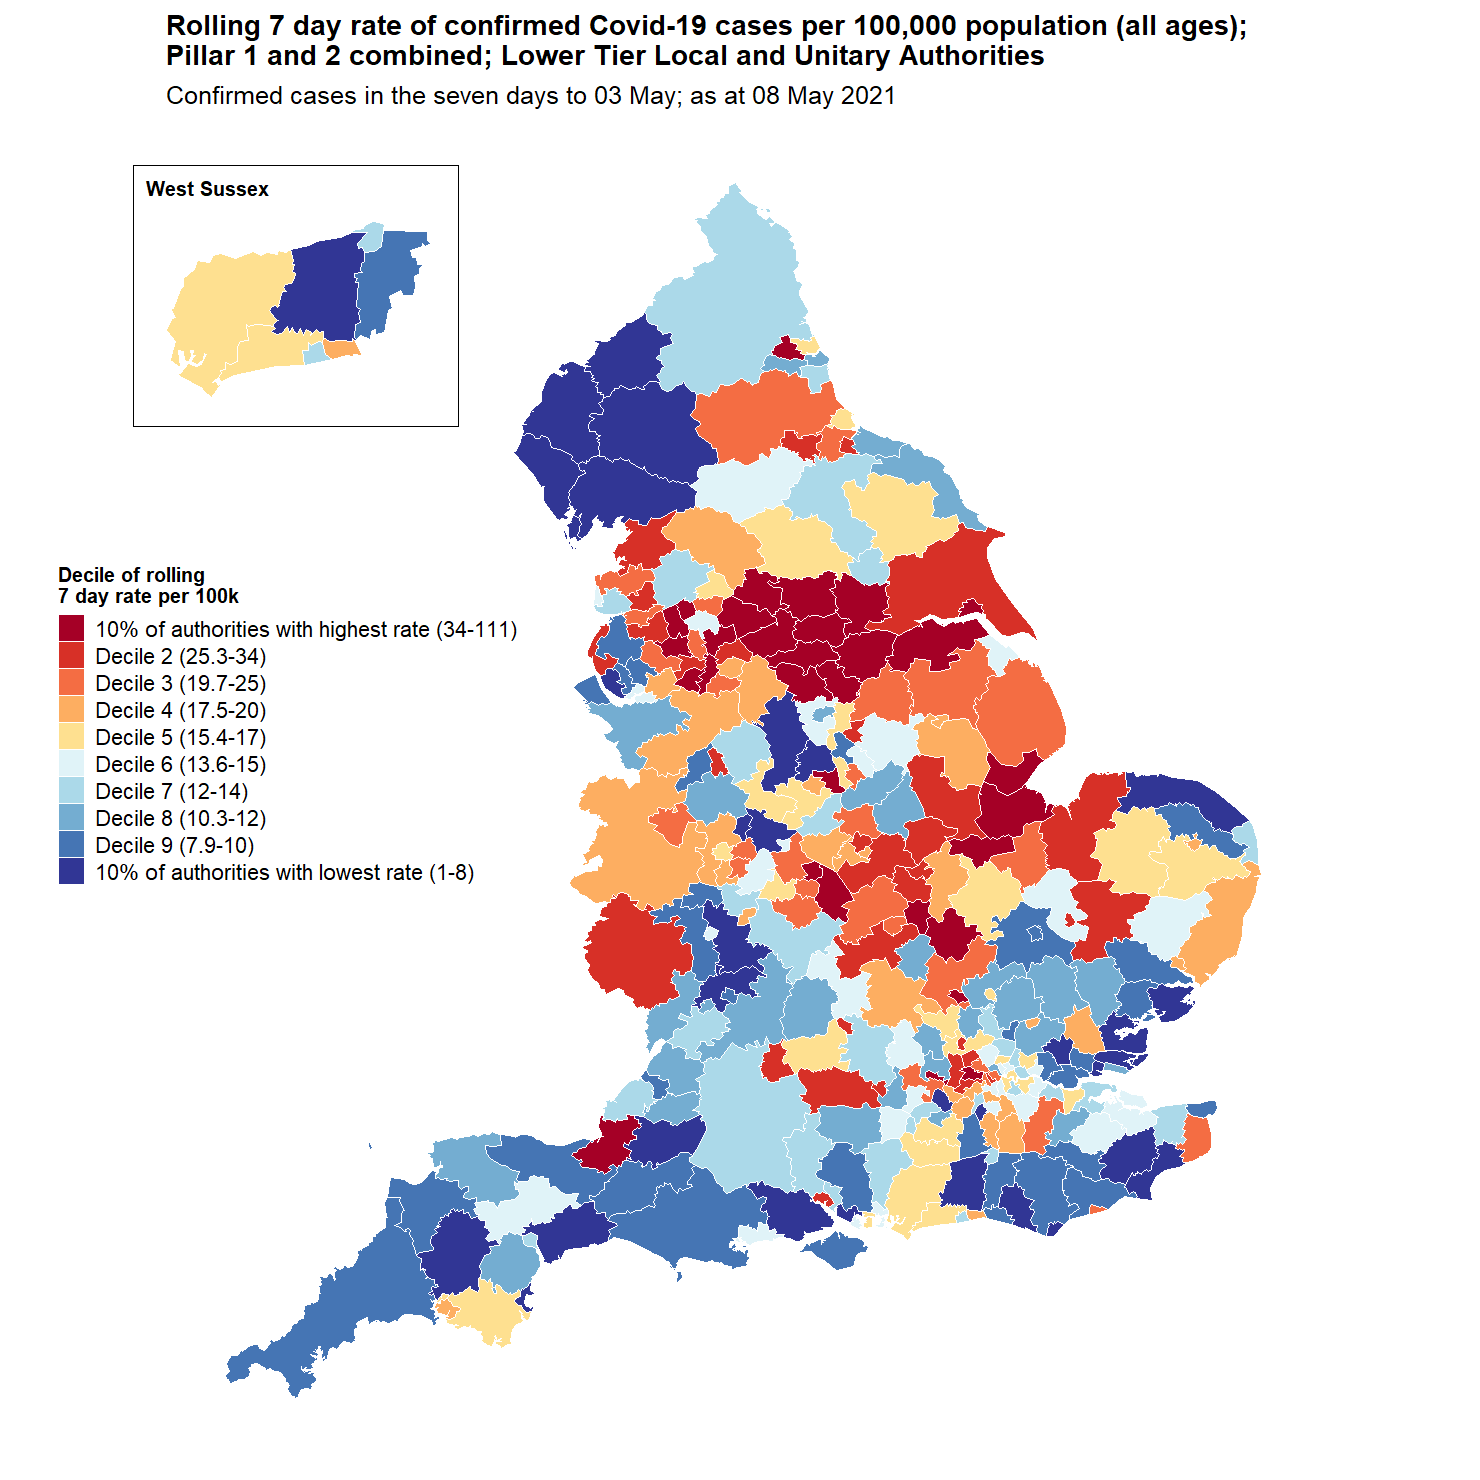 Rolling 7 day rate of confirmed Covid-19 cases per 100,000 population (all ages);
Pillar 1 and 2 combined; Lower Tier Local and Unitary Authorities
Confirmed cases in the seven days to 03 May; as at 08 May 2021
West Sussex
Decile of rolling
7 day rate per 100k
10% of authorities with highest rate (34-111)
Decile 2 (25.3-34)
Decile 3 (19.7-25)
Decile 4 (17.5-20)
Decile 5 (15.4-17)
Decile 6 (13.6-15)
Decile 7 (12-14)
Decile 8 (10.3-12)
Decile 9 (7.9-10)
10% of authorities with lowest rate (1-8)